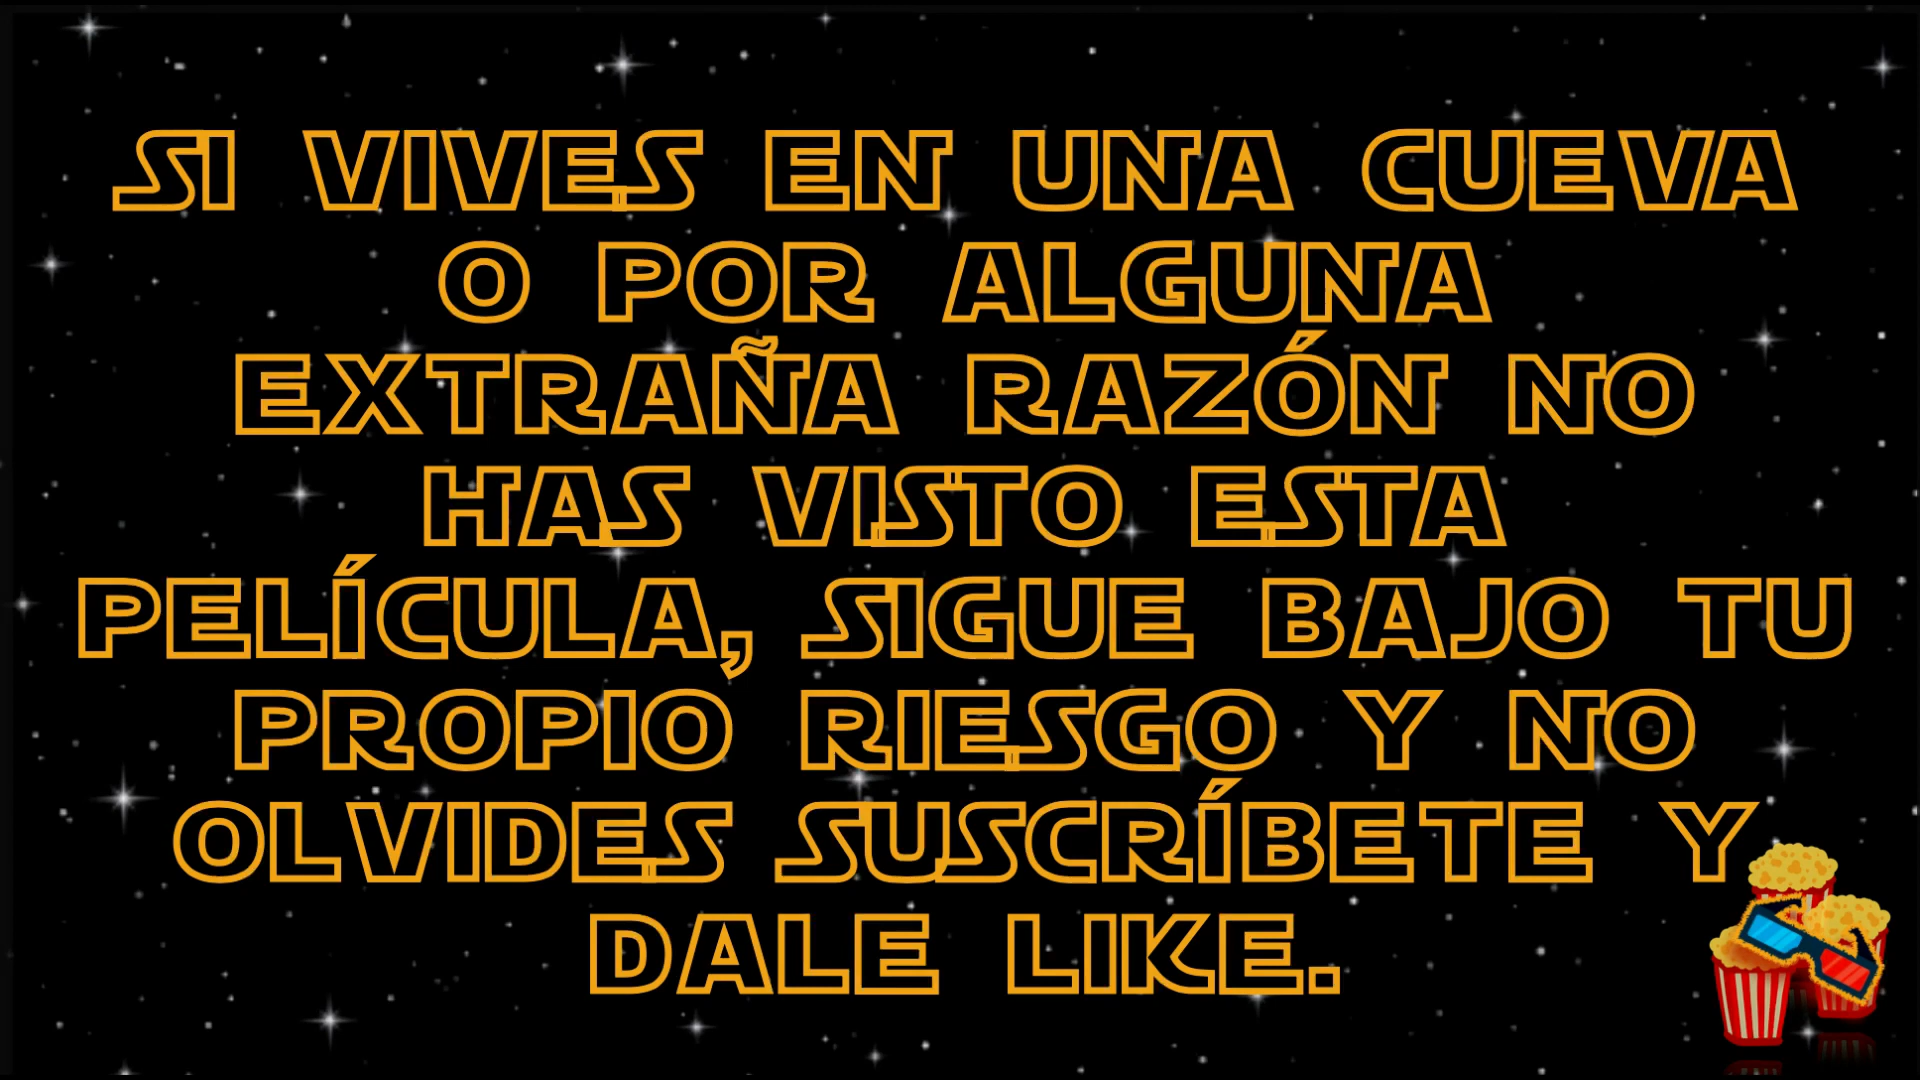 SI VIVES EN UNA CUEVA
O POR ALGUNA
EXTRAÑA RAZÓN NO
HAS VISTO ESTA
PELÍCULA, SIGUE BAJO TU
PROPIO RIESGO Y NO
OLVIDES SUSCRÍBETE Y
DALE LIKE.